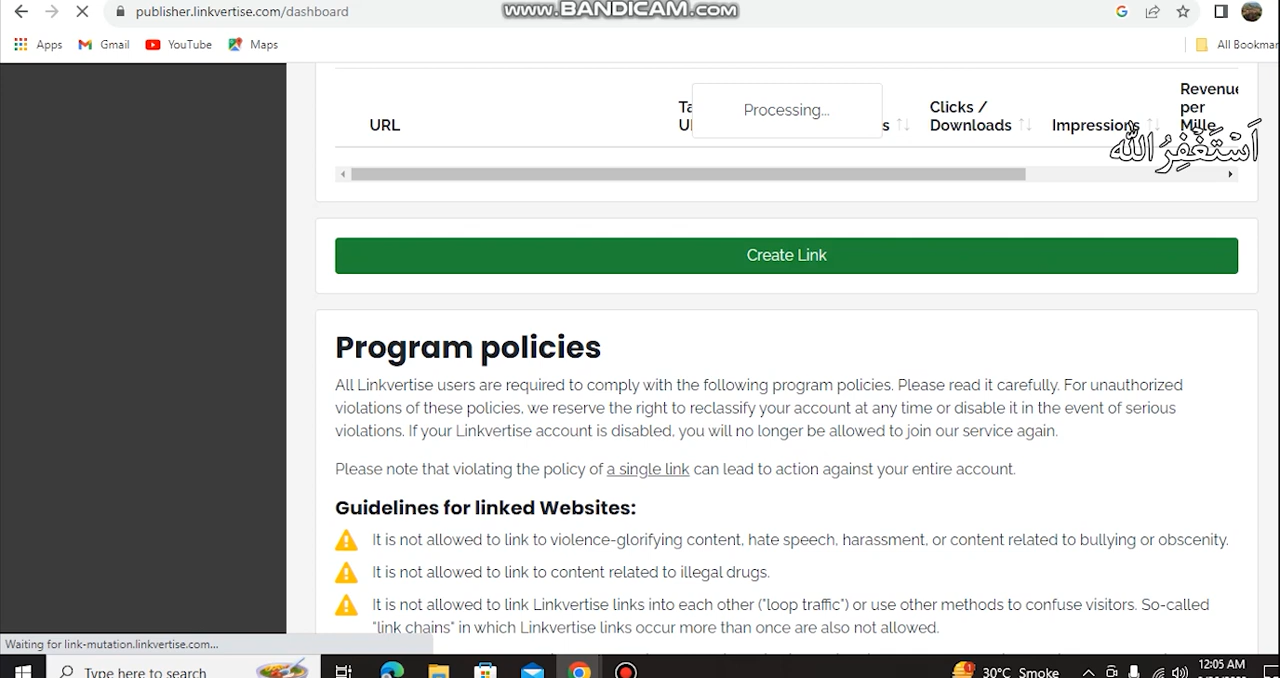 publisher.linkvertise.com/dashboard
www.BANDICAM.com
Apps Gmail YouTube Maps All Bookmar
URL
Ta
U
Processing...
s
Clicks /
Downloads
Impressions
Revenue
per
Mille
اَسْتَغْفِرُ اللّٰه
Create Link
Program policies
All Linkvertise users are required to comply with the following program policies. Please read it carefully. For unauthorized
violations of these policies, we reserve the right to reclassify your account at any time or disable it in the event of serious
violations. If your Linkvertise account is disabled, you will no longer be allowed to join our service again.
Please note that violating the policy of a single link can lead to action against your entire account.
Guidelines for linked Websites:
It is not allowed to link to violence-glorifying content, hate speech, harassment, or content related to bullying or obscenity.
It is not allowed to link to content related to illegal drugs.
It is not allowed to link Linkvertise links into each other ("loop traffic") or use other methods to confuse visitors. So-called
"link chains" in which Linkvertise links occur more than once are also not allowed.
Waiting for link-mutation.linkvertise.com...
Type here to search
30°C Smoke
12:05 AM